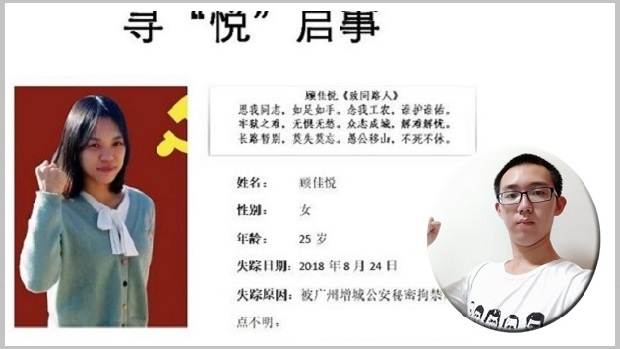 寻“悦”启事
顾佳悦《致同路人》
思我同志，如足如手。念我工农，谁护谁佑。
牢狱之难，无惧无愁。众志成城，解难解忧。
长路暂别，莫失莫忘。愚公移山，不死不休。
姓名： 顾佳悦
性别： 女
年龄： 25 岁
失踪日期：2018 年 8 月 24 日
失踪原因：被广州增城公安秘密拘禁
点不明；